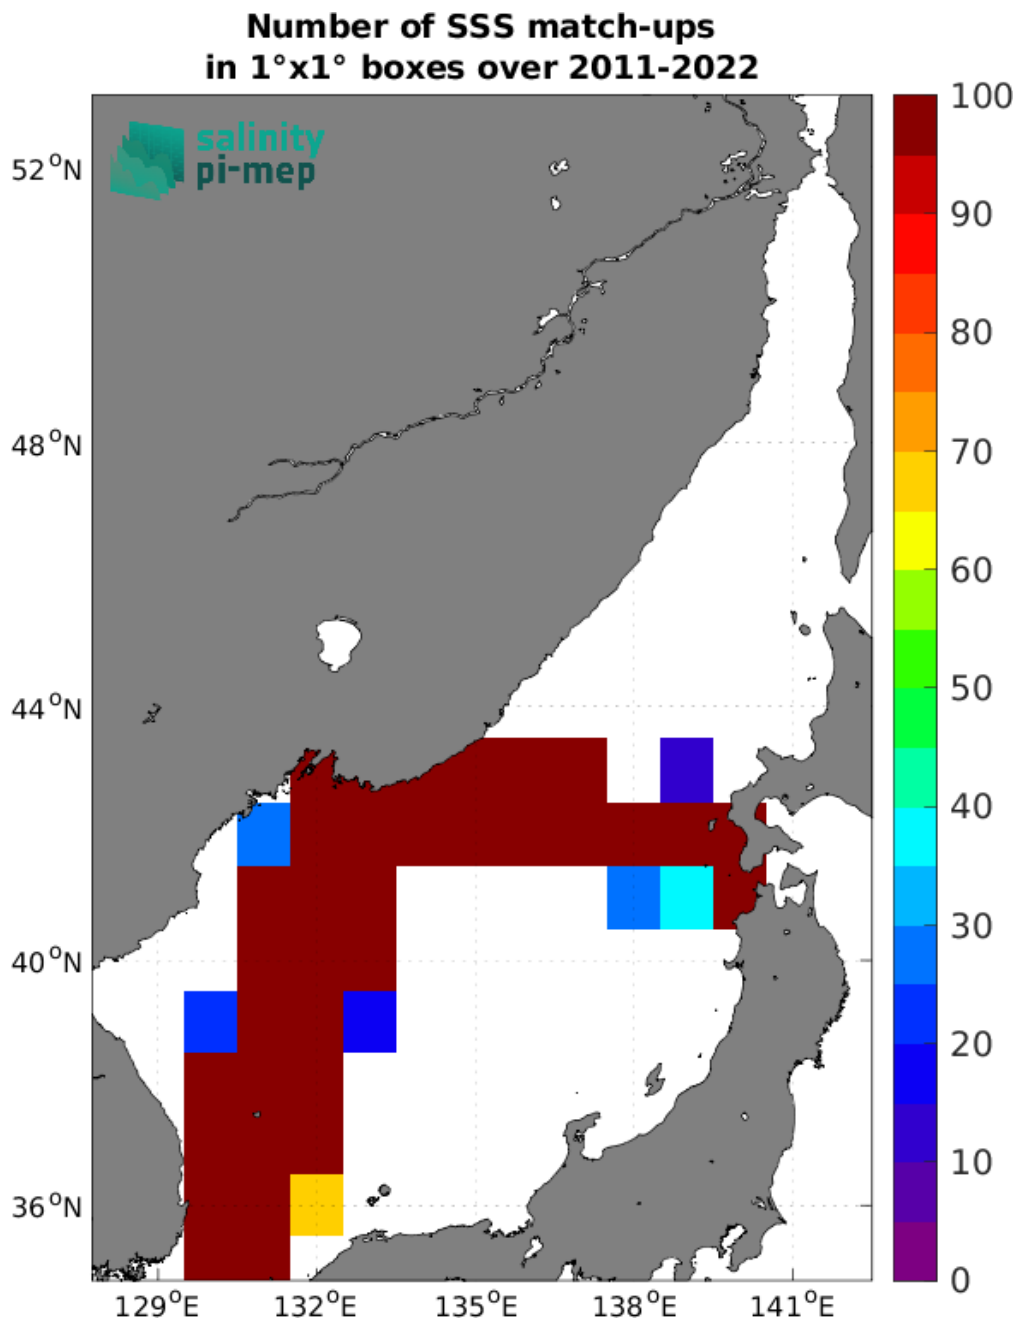 Number of SSS match-ups
in 1°x1° boxes over 2011-2022
salinity
pi-mep
52°N
48°N
44°N
40°N
36°N
129°E 132°E 135°E 138°E 141°E
100
90
80
70
60
50
40
30
20
10
0